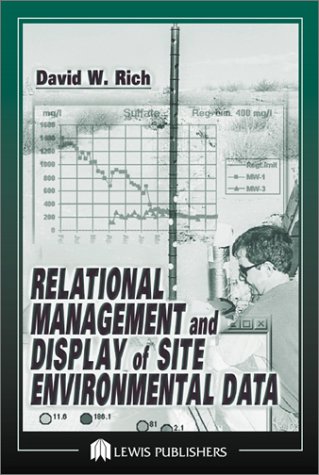 David W. Rich
mg/l
Sulfate
Reg. Lim. 400 mg/l
1600
1400
1200
1000
800
600
400
200
0
Reg Limit
MW-1
MW-3
RELATIONAL
MANAGEMENT and
DISPLAY of SITE
ENVIRONMENTAL DATA
11.6
106.1
81
2.1
LEWIS PUBLISHERS